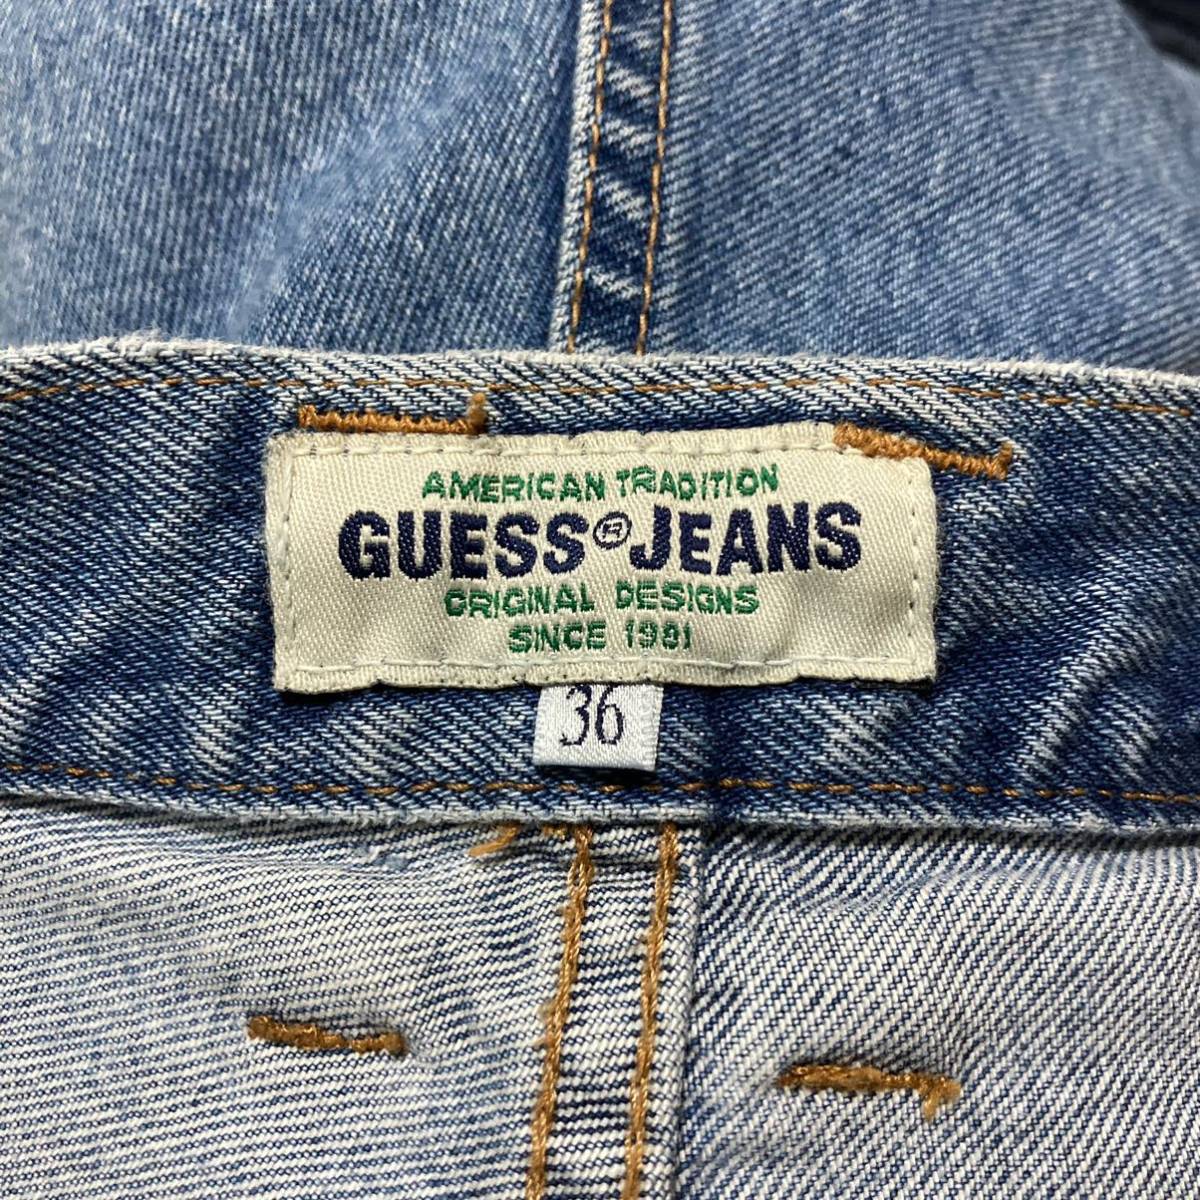 AMERICAN TRADITION
GUESS® JEANS
ORIGINAL DESIGNS
SINCE 1981
36